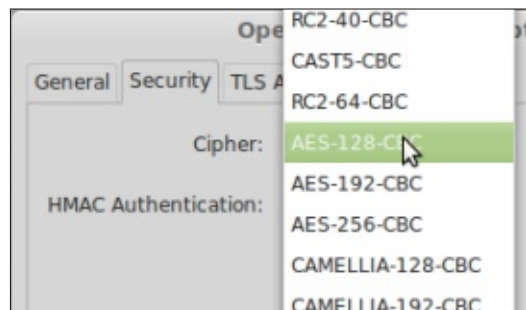 Ope
General Security TLS A
Cipher:
HMAC Authentication:
RC2-40-CBC
CAST5-CBC
RC2-64-CBC
AES-128-CBC
AES-192-CBC
AES-256-CBC
CAMELLIA-128-CBC
CAMELLIA-192-CBC